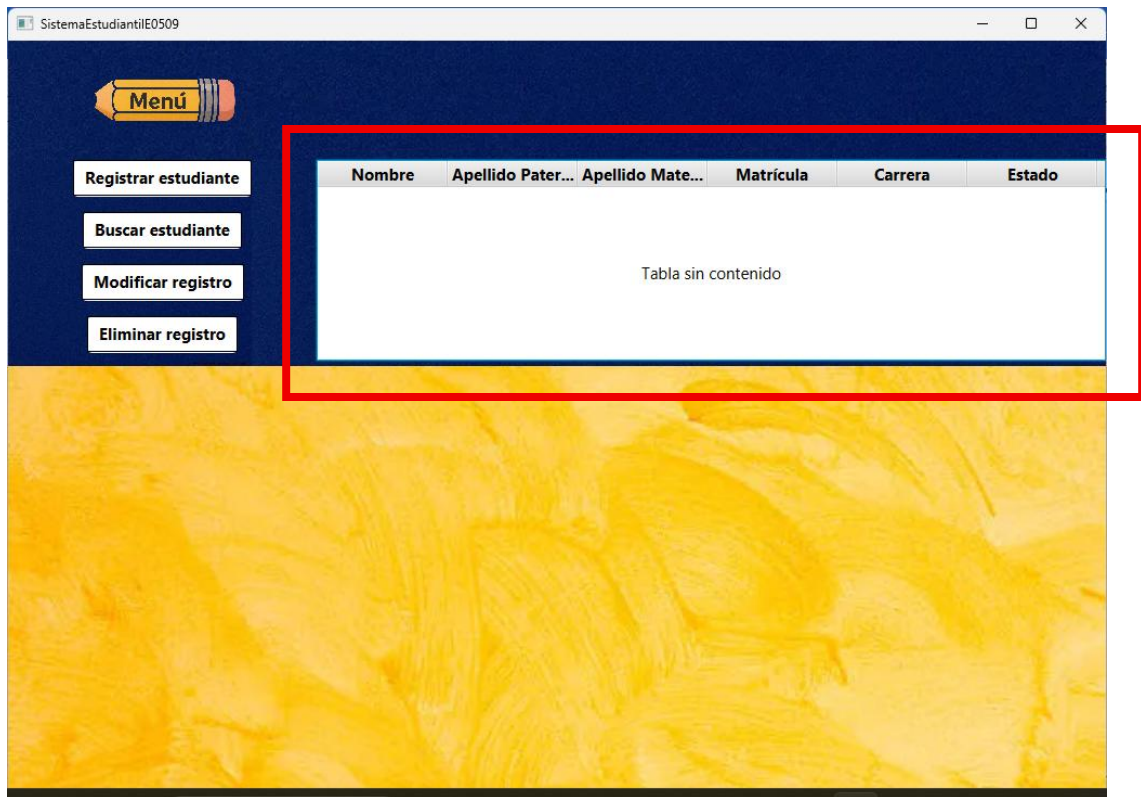 SistemaEstudiantilE0509
Menú
Registrar estudiante
Buscar estudiante
Modificar registro
Eliminar registro
Nombre Apellido Pater... Apellido Mate... Matrícula Carrera Estado
Tabla sin contenido